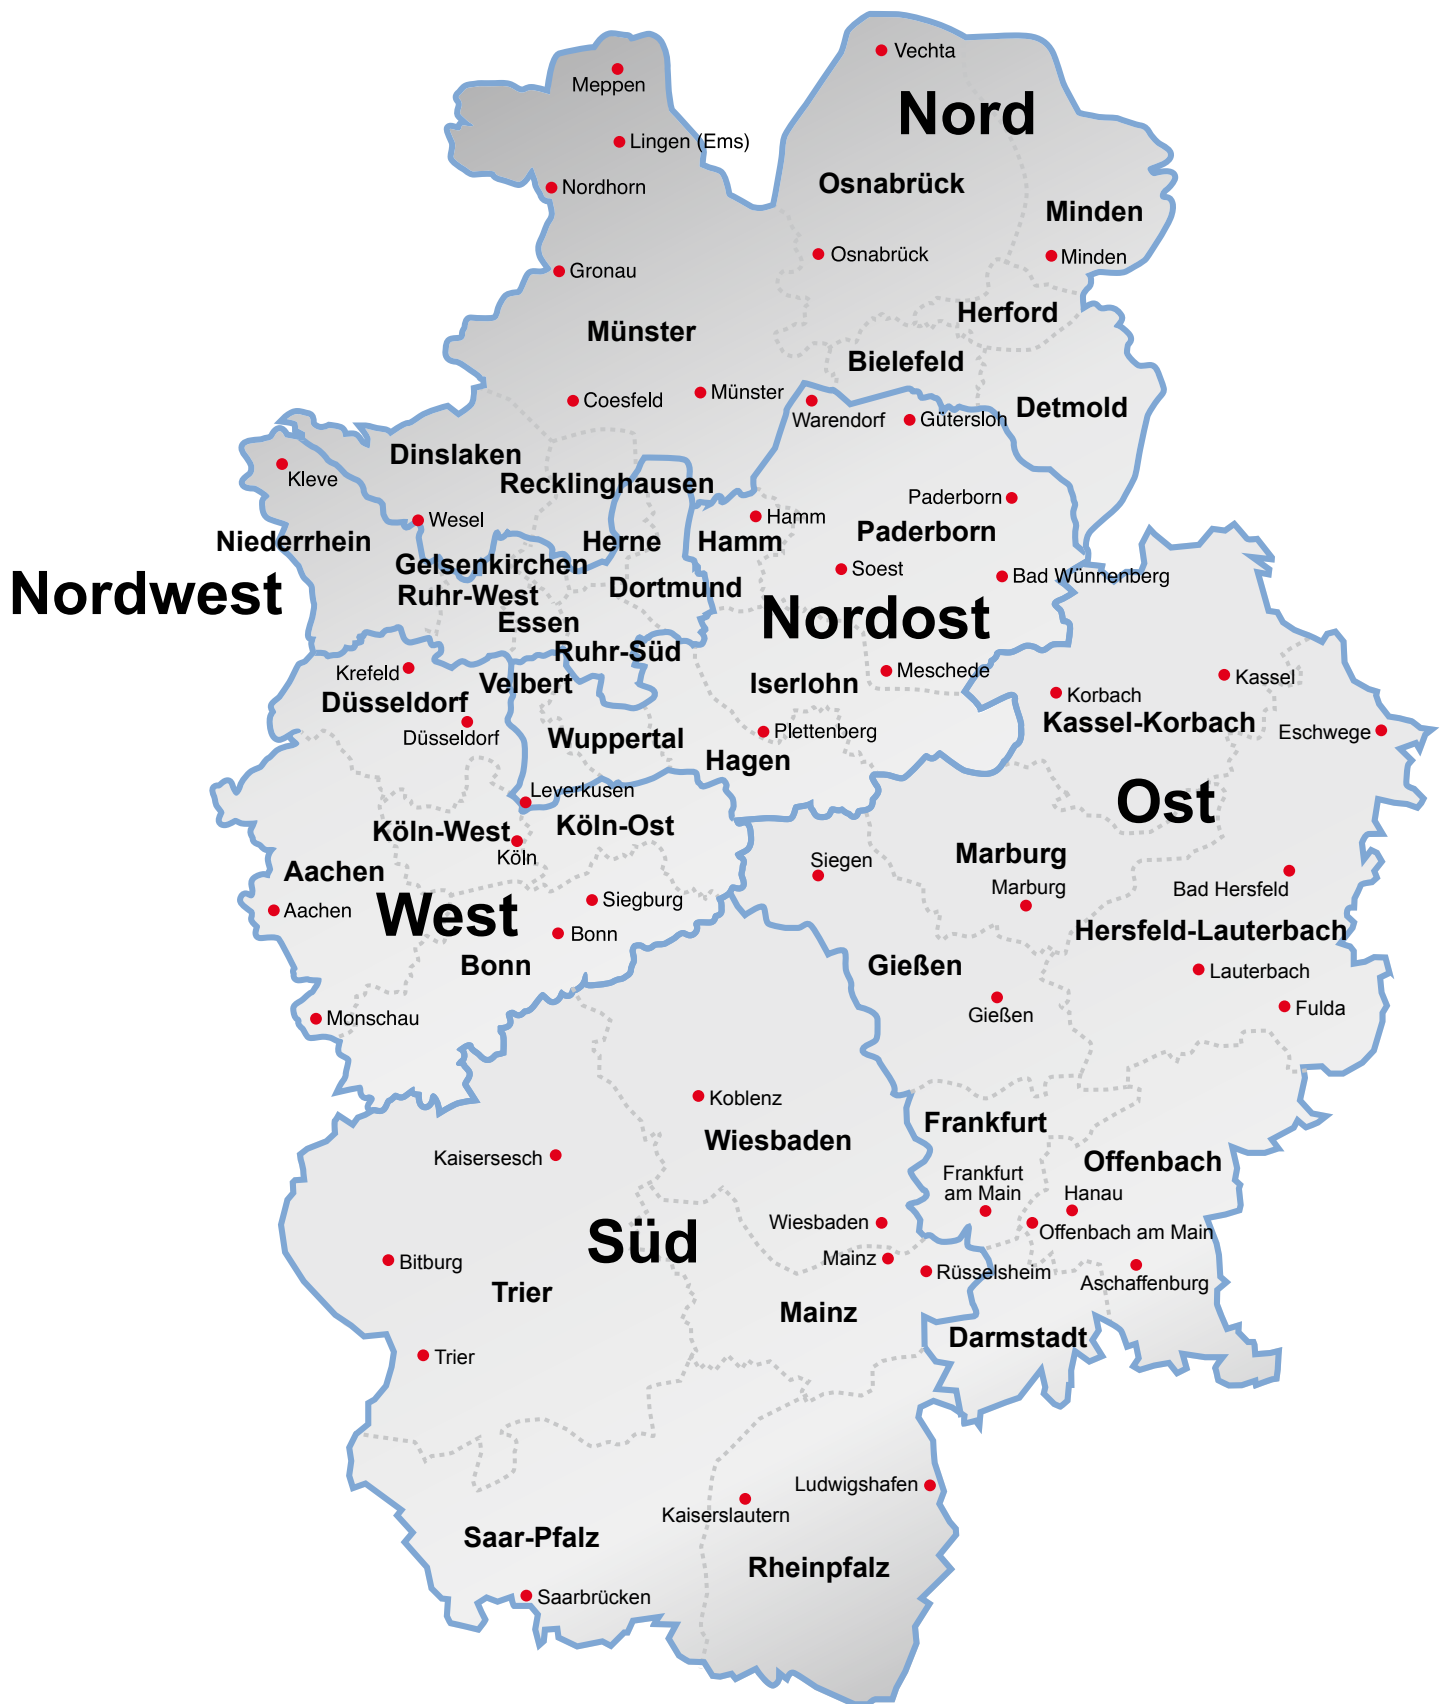 Vechta
Meppen
Nord
Lingen (Ems)
Nordhorn
Osnabrück
Minden
Osnabrück
Minden
Gronau
Herford
Münster
Bielefeld
Coesfeld
Münster
Warendorf
Gütersloh
Detmold
Dinslaken
Kleve
Recklinghausen
Paderborn
Wesel
Hamm
Paderborn
Niederrhein
Herne
Hamm
Gelsenkirchen
Soest
Bad Wünnenberg
Nordwest
Ruhr-West
Dortmund
Essen
Nordost
Ruhr-Süd
Krefeld
Velbert
Iserlohn
Meschede
Kassel
Düsseldorf
Korbach
Düsseldorf
Wuppertal
Plettenberg
Kassel-Korbach
Eschwege
Hagen
Leverkusen
Ost
Köln-West
Köln-Ost
Köln
Siegen
Marburg
Aachen
Marburg
Bad Hersfeld
Aachen
West
Siegburg
Bonn
Hersfeld-Lauterbach
Bonn
Gießen
Lauterbach
Monschau
Gießen
Fulda
Koblenz
Frankfurt
Wiesbaden
Kaisersesch
Offenbach
Frankfurt
am Main
Hanau
Wiesbaden
Offenbach am Main
Süd
Bitburg
Mainz
Rüsselsheim
Aschaffenburg
Trier
Mainz
Darmstadt
Trier
Ludwigshafen
Kaiserslautern
Saar-Pfalz
Rheinpfalz
Saarbrücken